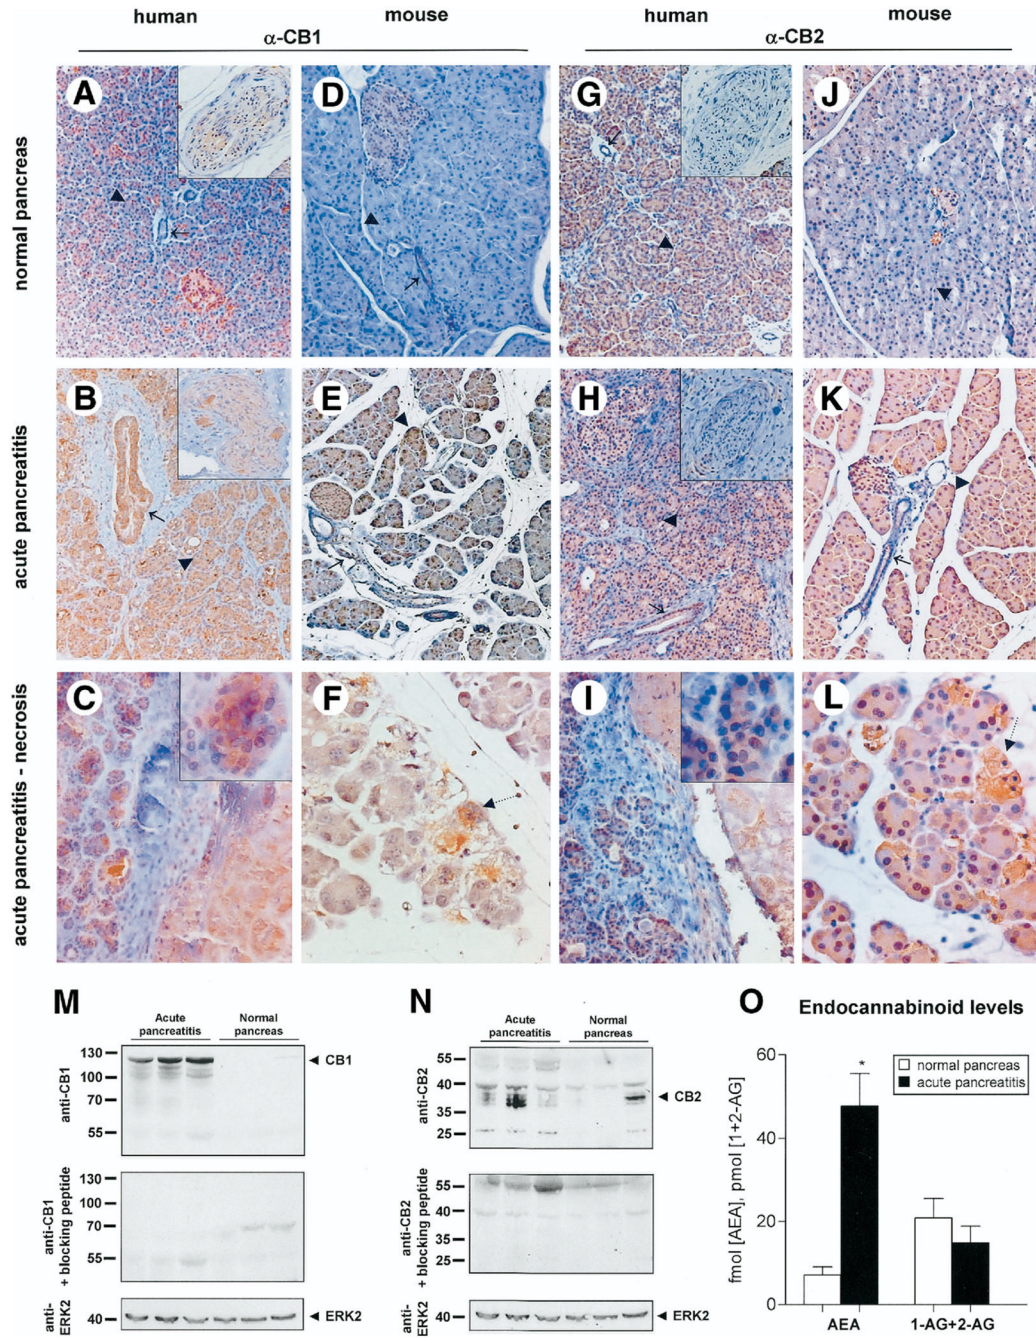 human mouse human mouse
α-CB1 α-CB2
normal pancreas
A D G J
acute pancreatitis
B E H K
acute pancreatitis - necrosis
C F I L
M
Acute pancreatitis
Normal pancreas
anti-CB1
130
100
70
55
CB1
anti-CB1 + blocking peptide
130
100
70
55
anti-ERK2
40
ERK2
N
Acute pancreatitis
Normal pancreas
anti-CB2
55
40
35
25
CB2
anti-CB2 + blocking peptide
55
40
35
25
anti-ERK2
40
ERK2
O Endocannabinoid levels
fmol [AEA], pmol [1+2-AG]
60
40
20
0
*
normal pancreas
acute pancreatitis
AEA 1-AG+2-AG